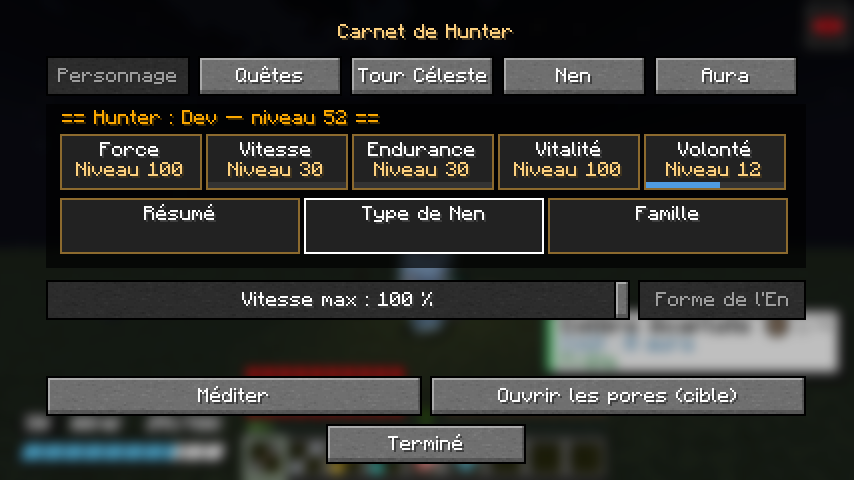 Carnet de Hunter
Personnage
Quêtes
Tour Céleste
Nen
Aura
== Hunter : Dev — niveau 52 ==
Force
Niveau 100
Vitesse
Niveau 30
Endurance
Niveau 30
Vitalité
Niveau 100
Volonté
Niveau 12
Résumé
Type de Nen
Famille
Vitesse max : 100 %
Forme de l'En
Méditer
Ouvrir les pores (cible)
Terminé